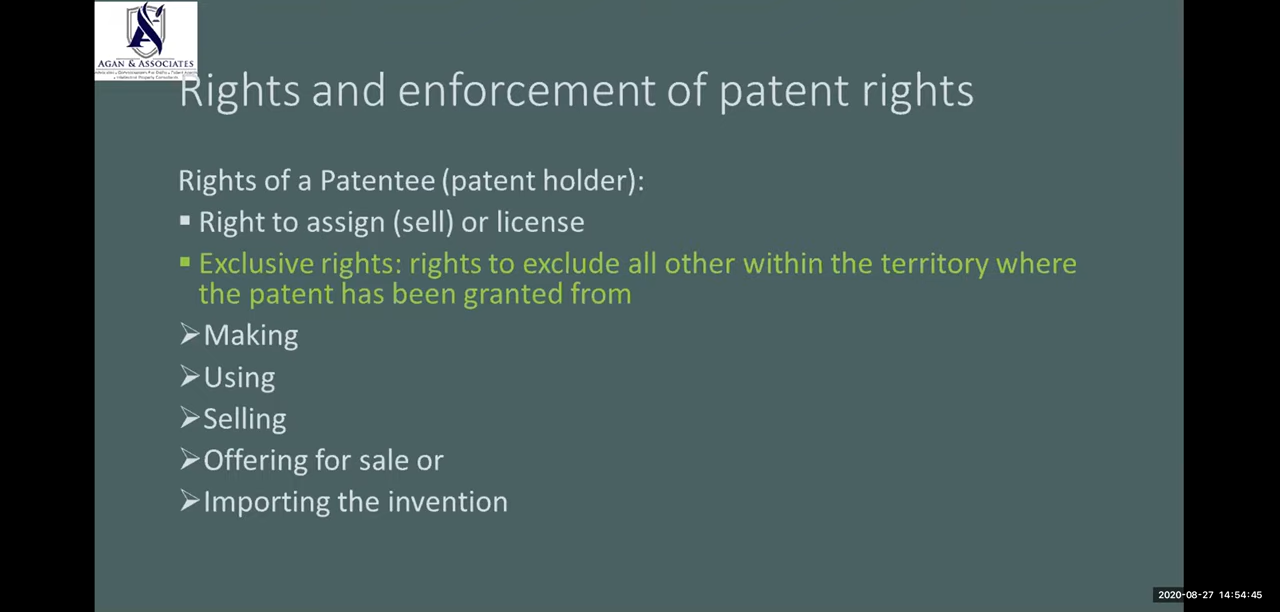 AGAN & ASSOCIATES
Rights and enforcement of patent rights
Rights of a Patentee (patent holder):
▪ Right to assign (sell) or license
▪ Exclusive rights: rights to exclude all other within the territory where
the patent has been granted from
➢Making
➢Using
➢Selling
➢Offering for sale or
➢Importing the invention
2020-08-27 14:54:45